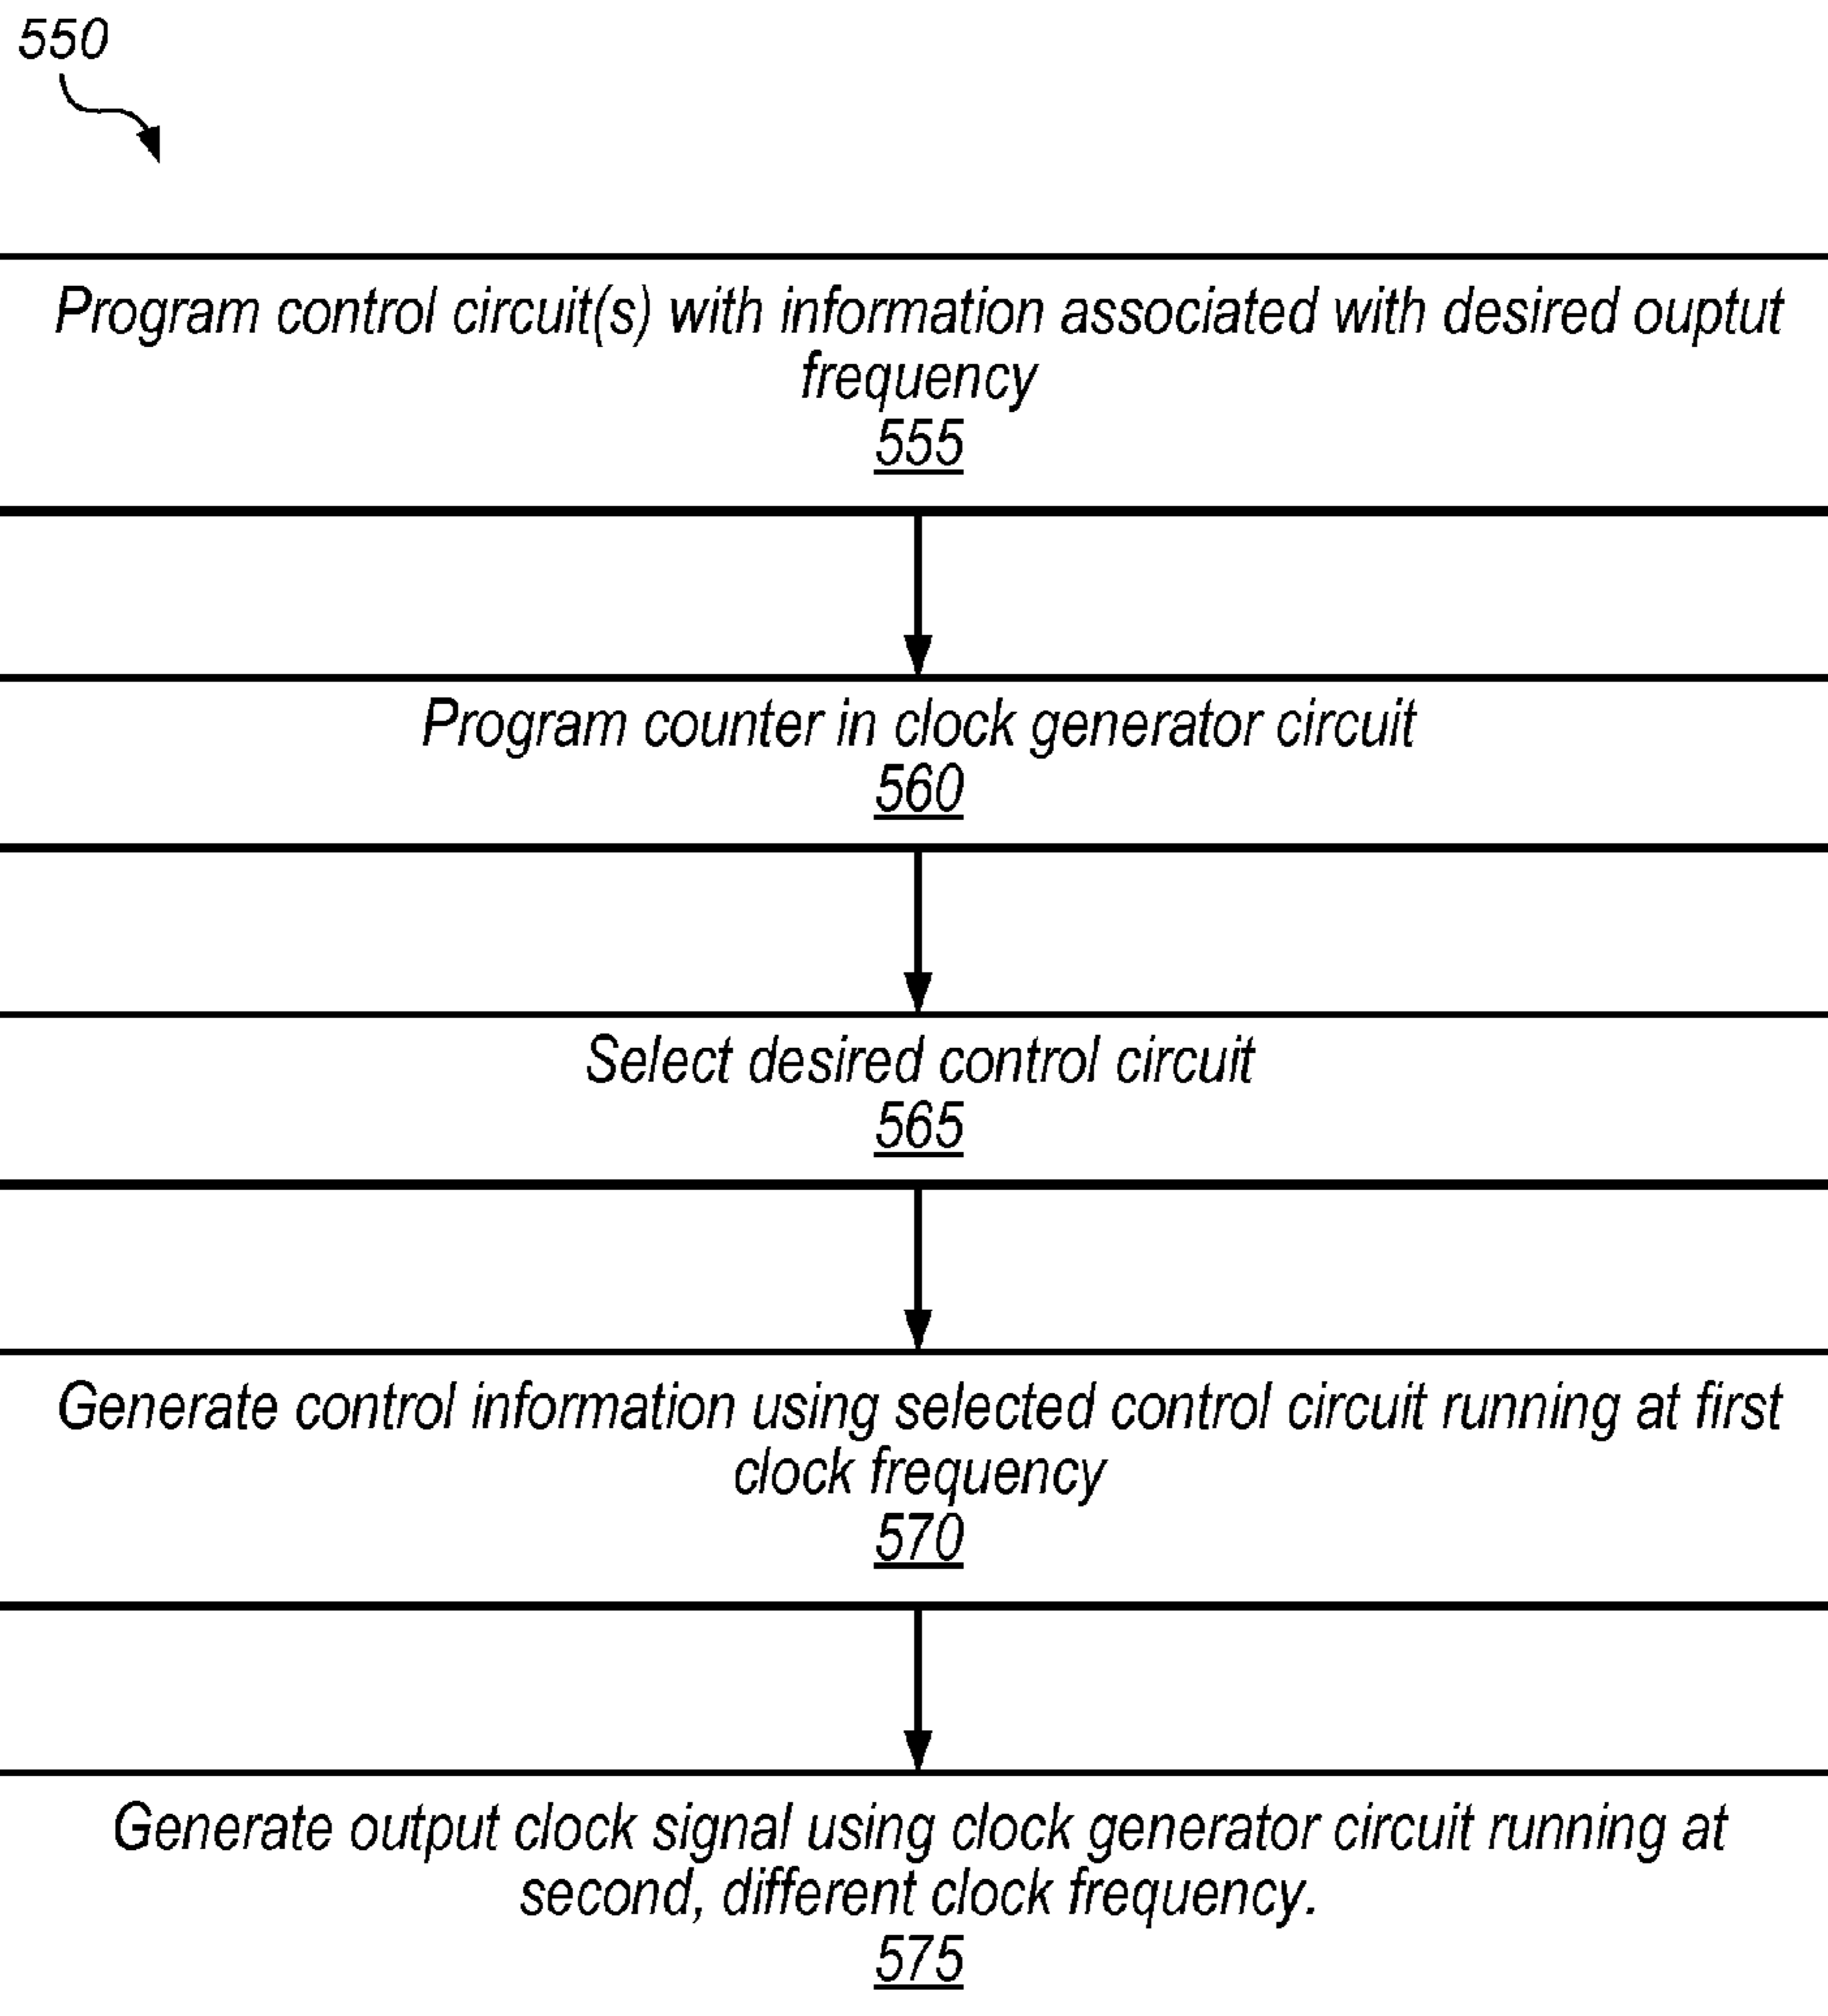 550
Program control circuit(s) with information associated with desired ouptut
frequency
555
Program counter in clock generator circuit
560
Select desired control circuit
565
Generate control information using selected control circuit running at first
clock frequency
570
Generate output clock signal using clock generator circuit running at
second, different clock frequency.
575